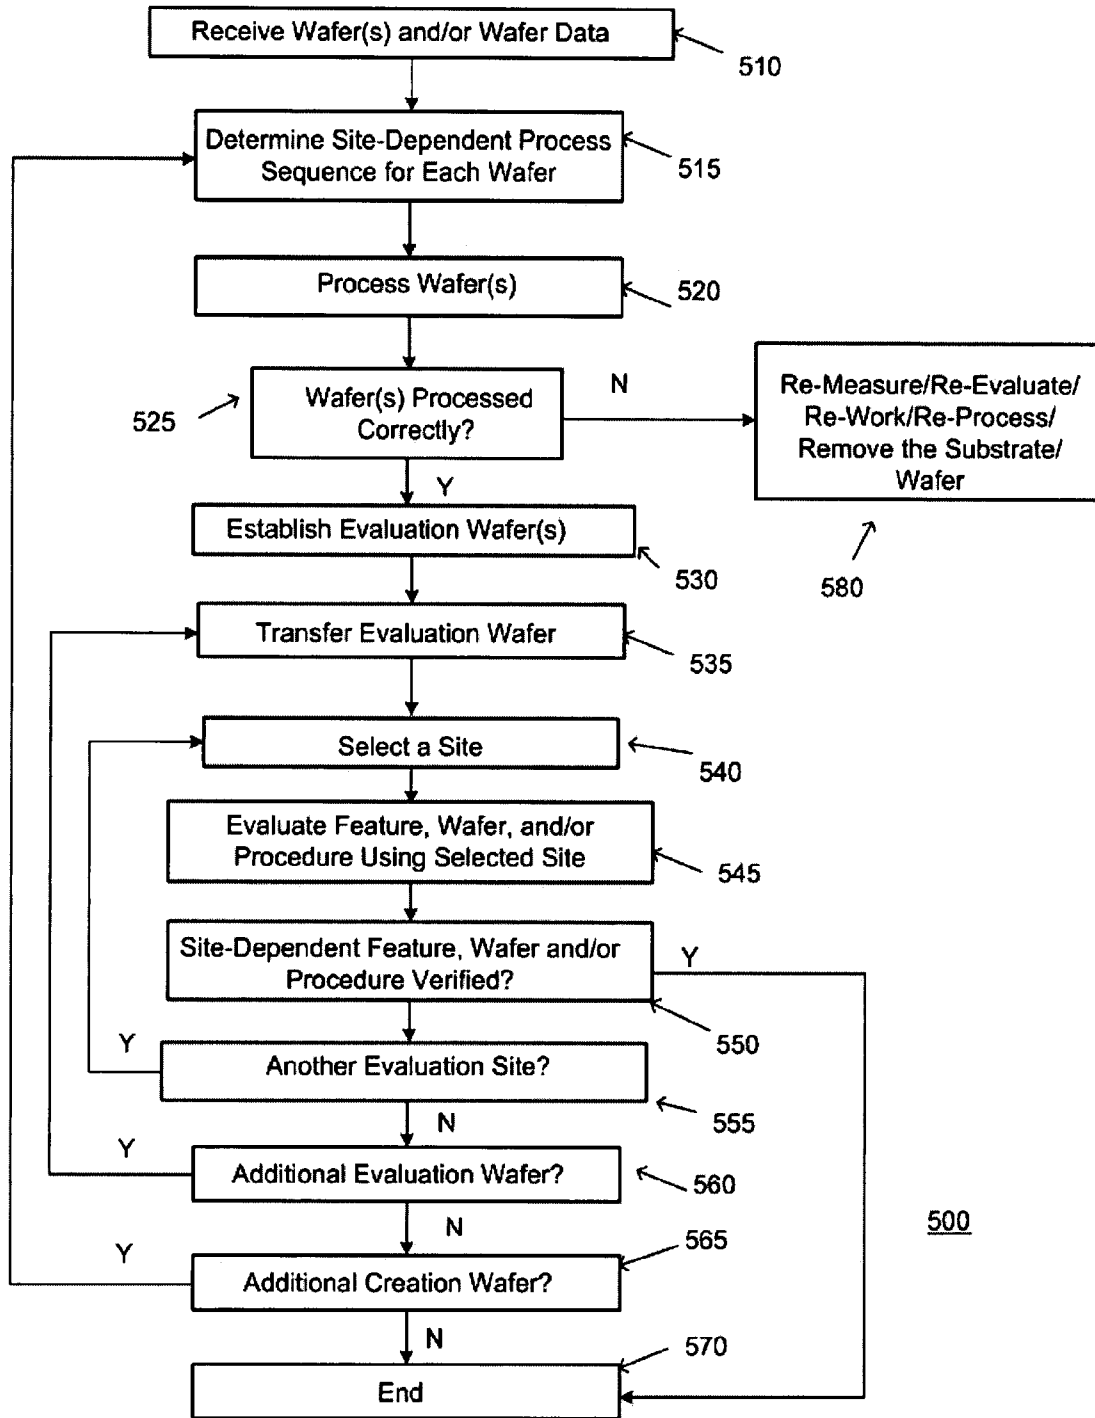 Receive Wafer(s) and/or Wafer Data
510
Determine Site-Dependent Process
Sequence for Each Wafer
515
Process Wafer(s)
520
Wafer(s) Processed
Correctly?
525
N
Re-Measure/Re-Evaluate/
Re-Work/Re-Process/
Remove the Substrate/
Wafer
580
Y
Establish Evaluation Wafer(s)
530
Transfer Evaluation Wafer
535
Select a Site
540
Evaluate Feature, Wafer, and/or
Procedure Using Selected Site
545
Site-Dependent Feature, Wafer and/or
Procedure Verified?
Y
550
Y
Another Evaluation Site?
555
N
Y
Additional Evaluation Wafer?
560
N
500
Y
Additional Creation Wafer?
565
N
End
570